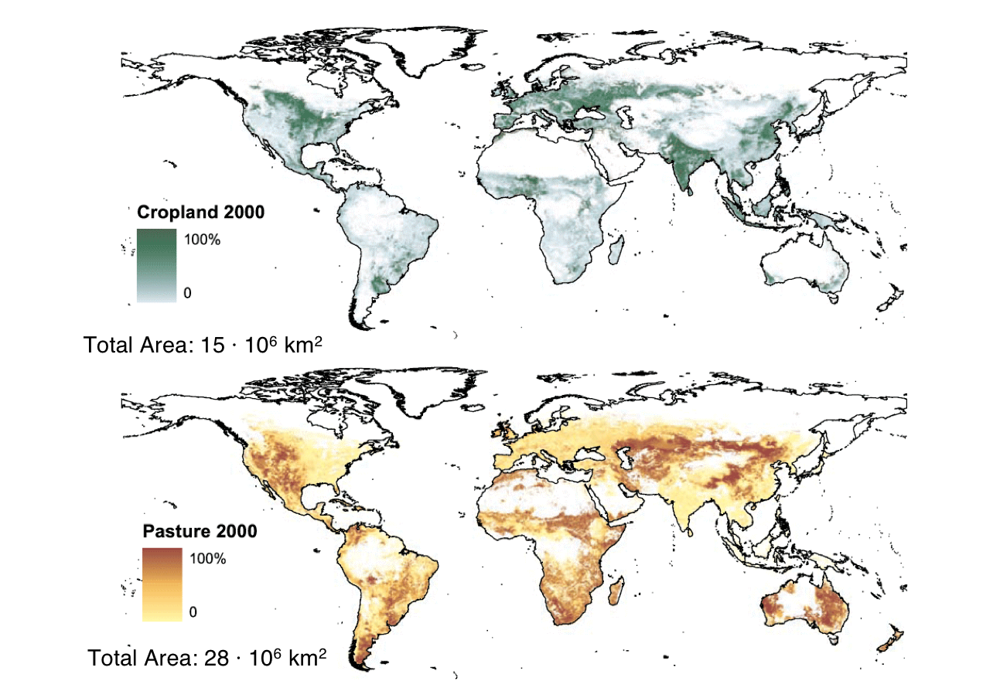 Cropland 2000
100%
0
Total Area: 15 · 10⁶ km²
Pasture 2000
100%
0
Total Area: 28 · 10⁶ km²